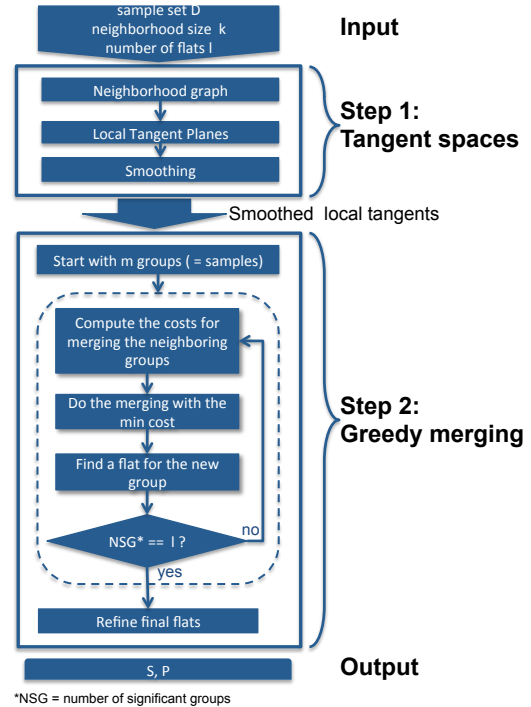 sample set D
neighborhood size k
number of flats l
Input
Neighborhood graph
Local Tangent Planes
Smoothing
Step 1:
Tangent spaces
Smoothed local tangents
Start with m groups ( = samples)
Compute the costs for
merging the neighboring
groups
Do the merging with the
min cost
Find a flat for the new
group
NSG* == l ?
no
yes
Refine final flats
Step 2:
Greedy merging
S, P
Output
*NSG = number of significant groups